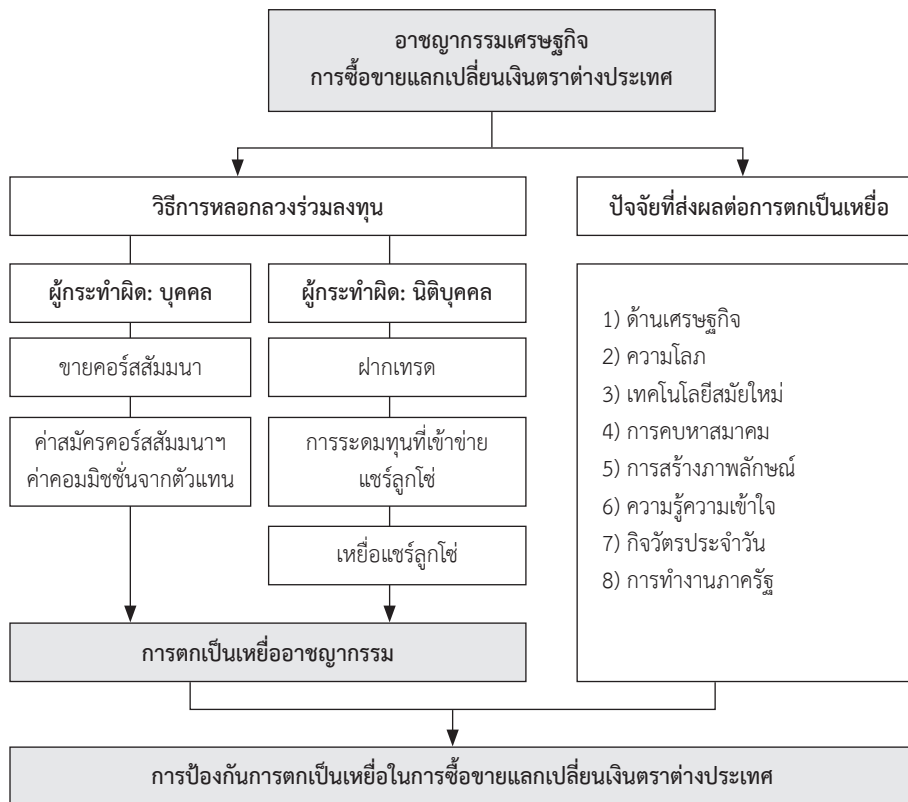 อาชญากรรมเศรษฐกิจ
การซื้อขายแลกเปลี่ยนเงินตราต่างประเทศ
วิธีการหลอกลวงร่วมลงทุน
ปัจจัยที่ส่งผลต่อการตกเป็นเหยื่อ
ผู้กระทำผิด: บุคคล
ขายคอร์สสัมมนา
ค่าสมัครคอร์สสัมมนาฯ
ค่าคอมมิชชั่นจากตัวแทน
ผู้กระทำผิด: นิติบุคคล
ฝากเทรด
การระดมทุนที่เข้าข่าย
แชร์ลูกโซ่
เหยื่อแชร์ลูกโซ่
1) ด้านเศรษฐกิจ
2) ความโลภ
3) เทคโนโลยีสมัยใหม่
4) การคบหาสมาคม
5) การสร้างภาพลักษณ์
6) ความรู้ความเข้าใจ
7) กิจวัตรประจำวัน
8) การทำงานภาครัฐ
การตกเป็นเหยื่ออาชญากรรม
การป้องกันการตกเป็นเหยื่อในการซื้อขายแลกเปลี่ยนเงินตราต่างประเทศ